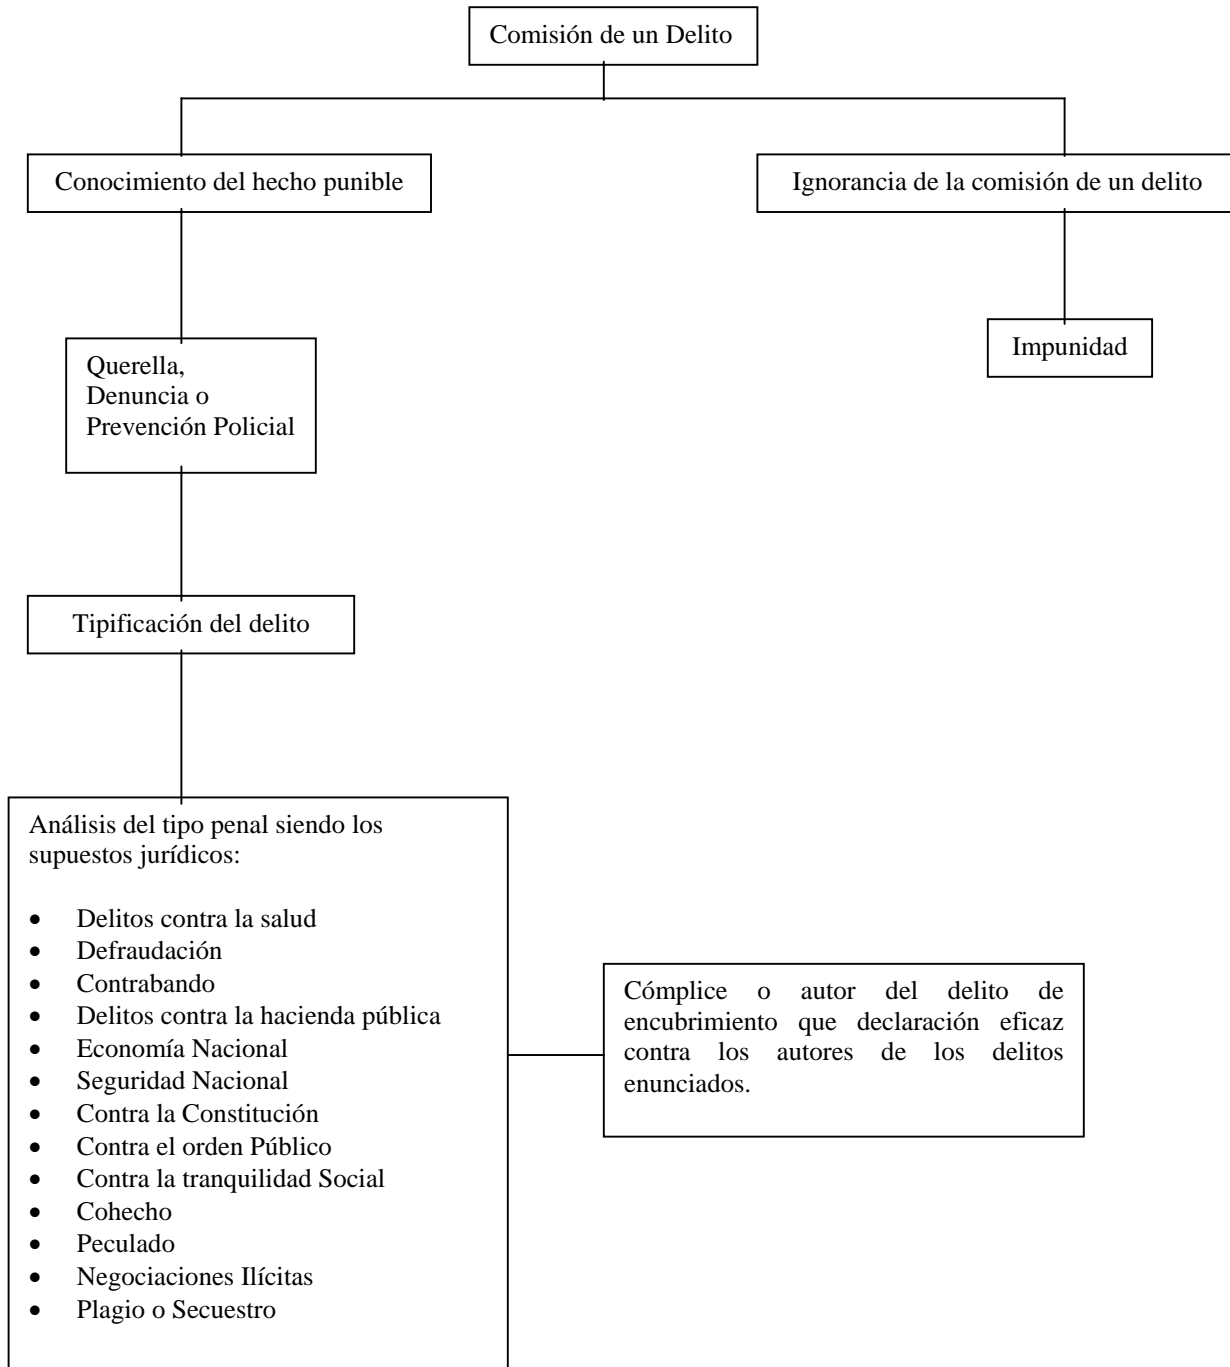 Comisión de un Delito
Conocimiento del hecho punible
Ignorancia de la comisión de un delito
Querella,
Denuncia o
Prevención Policial
Impunidad
Tipificación del delito
Análisis del tipo penal siendo los
supuestos jurídicos:
• Delitos contra la salud
• Defraudación
• Contrabando
• Delitos contra la hacienda pública
• Economía Nacional
• Seguridad Nacional
• Contra la Constitución
• Contra el orden Público
• Contra la tranquilidad Social
• Cohecho
• Peculado
• Negociaciones Ilícitas
• Plagio o Secuestro
Cómplice o autor del delito de
encubrimiento que declaración eficaz
contra los autores de los delitos
enunciados.